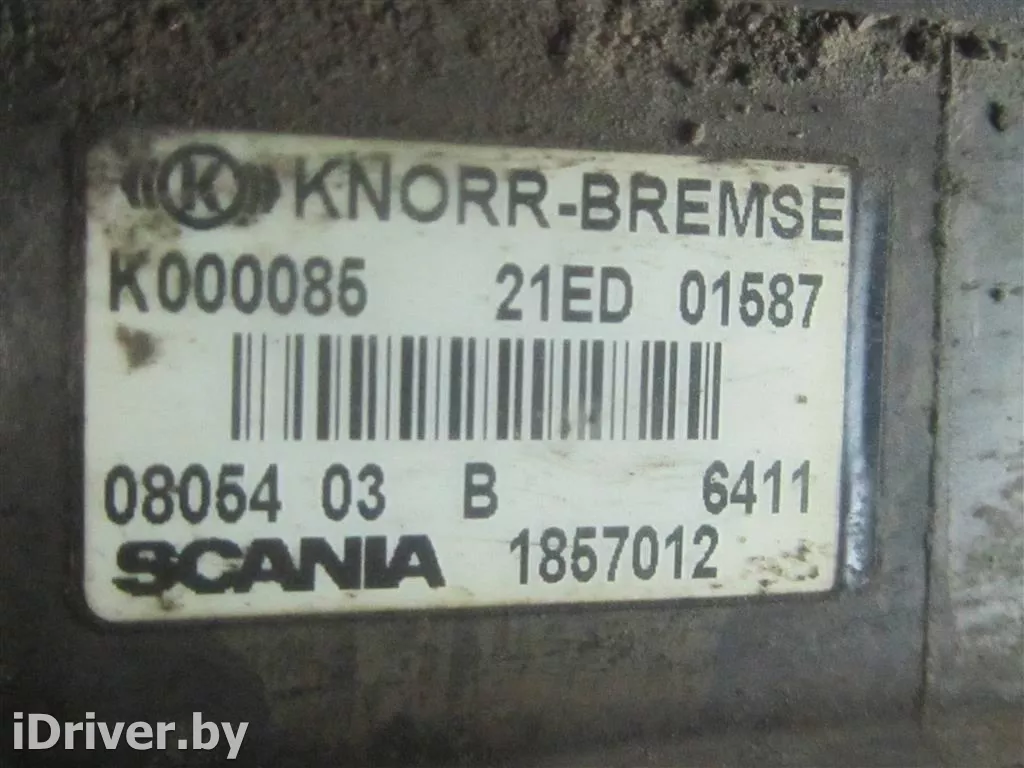 K KNORR-BREMSE
K000085 21ED 01587
08054 03 B 6411
SCANIA 1857012
iDriver.by